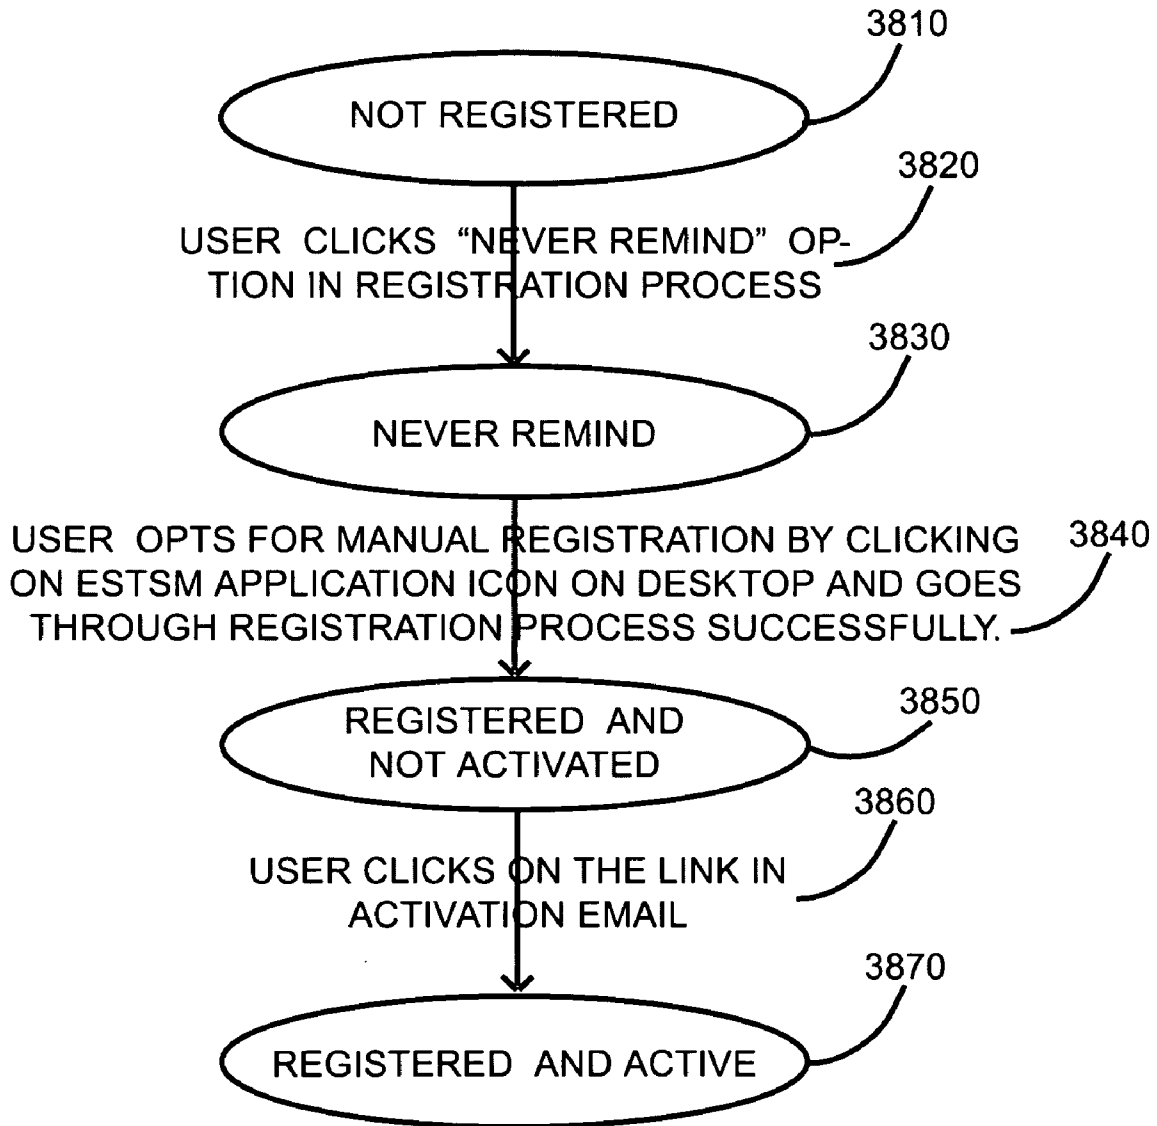 3810
NOT REGISTERED
3820
USER CLICKS “NEVER REMIND” OP-
TION IN REGISTRATION PROCESS
3830
NEVER REMIND
USER OPTS FOR MANUAL REGISTRATION BY CLICKING
ON ESTSM APPLICATION ICON ON DESKTOP AND GOES
THROUGH REGISTRATION PROCESS SUCCESSFULLY.
3840
REGISTERED AND
NOT ACTIVATED
3850
3860
USER CLICKS ON THE LINK IN
ACTIVATION EMAIL
3870
REGISTERED AND ACTIVE